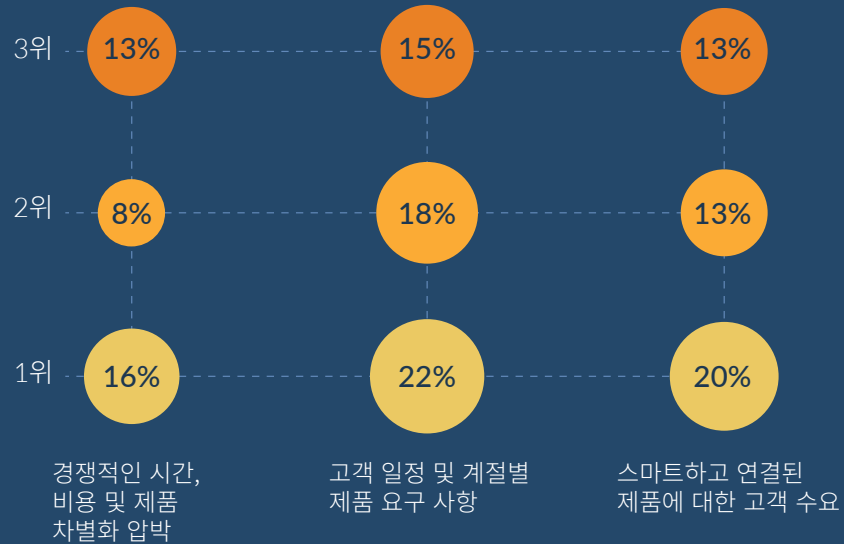 3위
13%
15%
13%
2위
8%
18%
13%
1위
16%
22%
20%
경쟁적인 시간,
비용 및 제품
차별화 압박
고객 일정 및 계절별
제품 요구 사항
스마트하고 연결된
제품에 대한 고객 수요